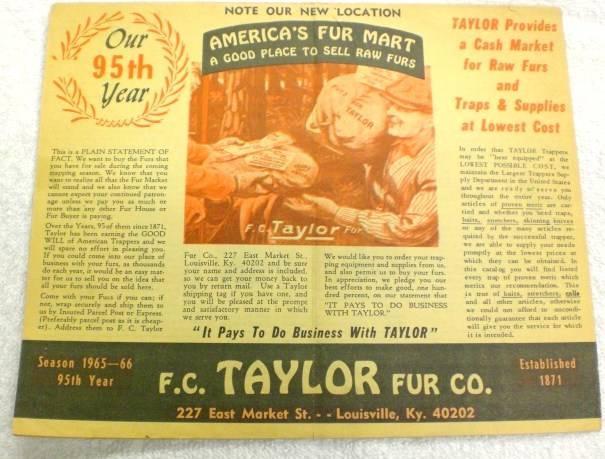 NOTE OUR NEW LOCATION
Our
95th
Year
AMERICA'S FUR MART
A GOOD PLACE TO SELL RAW FURS
TAYLOR
F.C. Taylor Fur
TAYLOR Provides
a Cash Market
for Raw Furs
and
Traps & Supplies
at Lowest Cost
This is a PLAIN STATEMENT OF
FACT. We want to buy the Furs that
you have for sale during the coming
trapping season. We know that you
want to realize all that the Fur Market
will stand and we also know that we
cannot expect your continued patron-
age unless we pay you as much or
more than any other Fur House or
Fur Buyer is paying.
Over the Years, 95 of them since 1871,
Taylor has been earning the GOOD
WILL of American Trappers and we
will spare no effort in pleasing you.
If you could come into our place of
business with your furs, as thousands
do each year, it would be an easy mat-
ter for us to sell you on the idea that
all your furs should be sold here.
Come with your Furs if you can; if
not, wrap securely and ship them to
us by Insured Parcel Post or Express.
(Preferably parcel post as it is cheap-
er). Address them to F. C. Taylor
Fur Co., 227 East Market St.,
Louisville, Ky. 40202 and be sure
your name and address is included,
so we can get your money back to
you by return mail. Use a Taylor
shipping tag if you have one, and
you will be pleased at the prompt
and satisfactory manner in which
we serve you.
We would like you to order your trap-
ping equipment and supplies from us,
and also permit us to buy your furs.
In appreciation, we pledge you our
best efforts to make good, one hun-
dred percent, on our statement that
"IT PAYS TO DO BUSINESS
WITH TAYLOR."
In order that TAYLOR Trappers
may be "best equipped" at the
LOWEST POSSIBLE COST, we
maintain the Largest Trappers Sup-
ply Department in the United States
and we are ready to serve you
throughout the entire year. Only
articles of proven merit are car-
ried and whether you need traps,
baits, stretchers, skinning knives
or any of the many articles re-
quired by the successful trapper,
we are able to supply your needs
promptly at the lowest prices at
which they can be obtained. In
this catalog you will find listed
every trap of proven merit which
merits our recommendation. This
is true of baits, stretchers, calls
and all other articles, otherwise
we could not afford to uncondi-
tionally guarantee that each article
will give you the service for which
it is intended.
"It Pays To Do Business With TAYLOR"
Season 1965—66
95th Year
F.C. TAYLOR FUR CO.
Established
1871
227 East Market St. - - Louisville, Ky. 40202